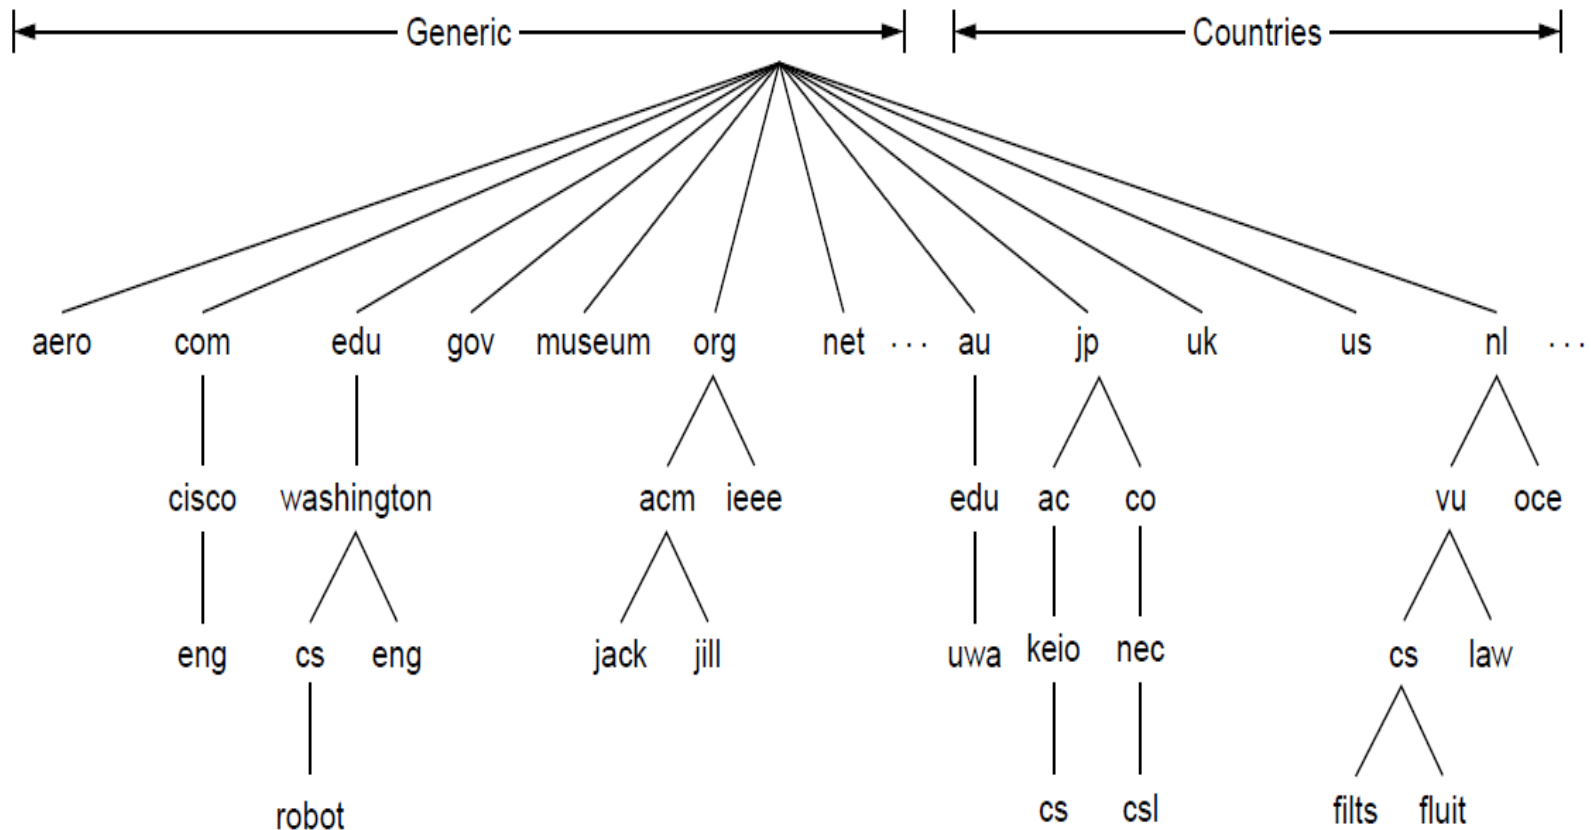 Generic Countries
aero com edu gov museum org net ... au jp uk us nl ...
cisco washington acm ieee edu ac co vu oce
eng cs eng jack jill uwa keio nec cs law
robot cs csl filts fluit